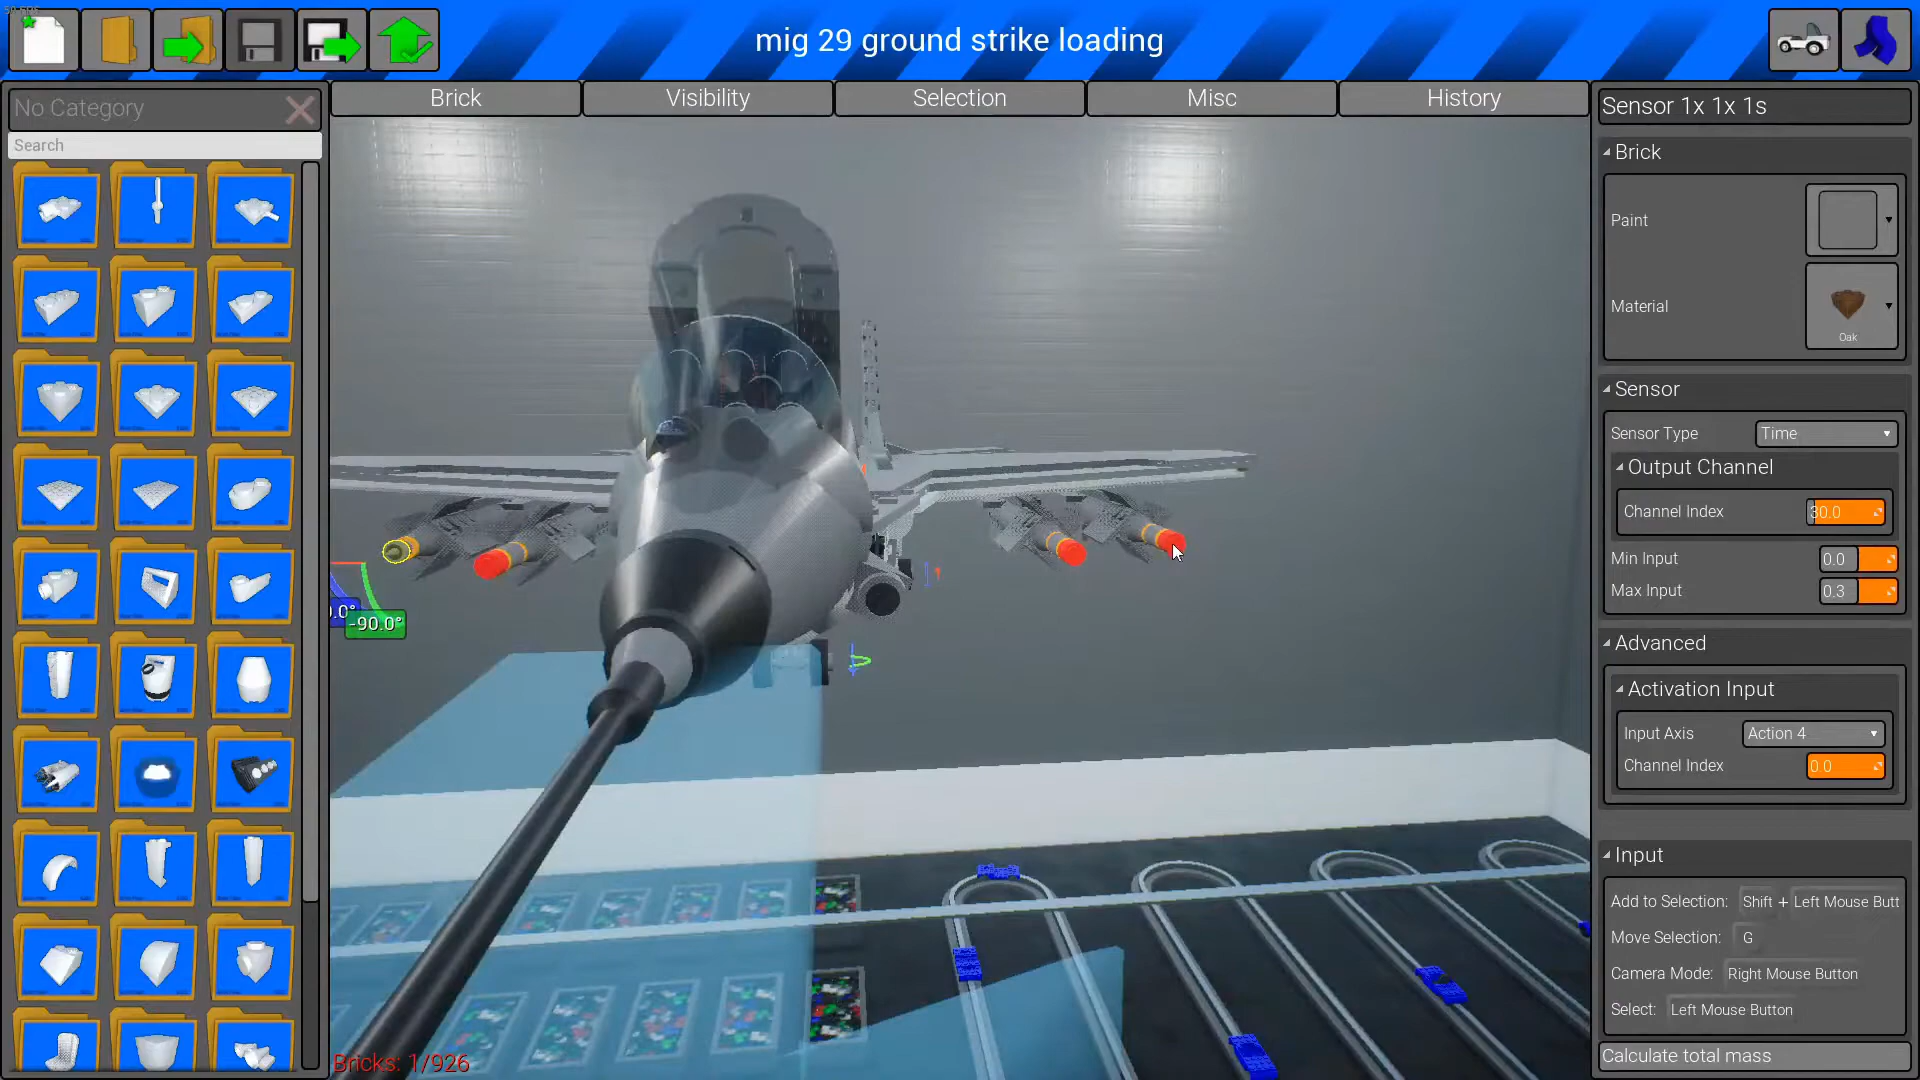 mig 29 ground strike loading
No Category
Search
Brick
Visibility
Selection
Misc
History
-90.0°
Bricks: 1/926
Sensor 1x 1x 1s
Brick
Paint
Material
Oak
Sensor
Sensor Type
Time
Output Channel
Channel Index
30.0
Min Input
0.0
Max Input
0.3
Advanced
Activation Input
Input Axis
Action 4
Channel Index
0.0
Input
Add to Selection: Shift + Left Mouse Butt
Move Selection: G
Camera Mode: Right Mouse Button
Select: Left Mouse Button
Calculate total mass